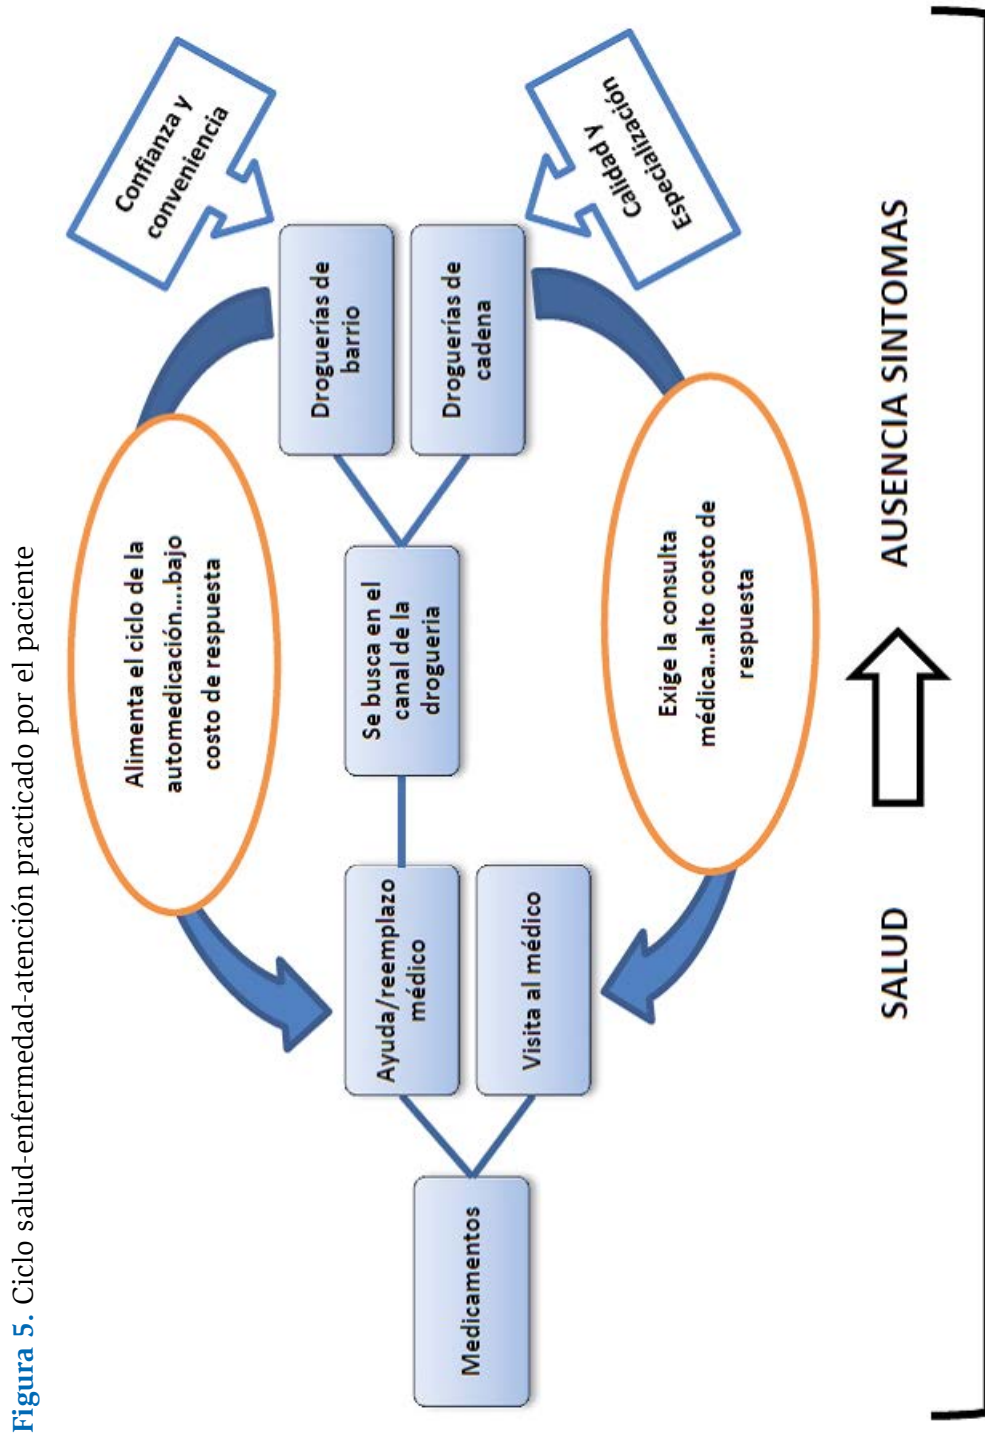 Figura 5. Ciclo salud-enfermedad-atención practicado por el paciente
Confianza y
conveniencia
Alimenta el ciclo de la
automedicación....bajo
costo de respuesta
Medicamentos
Ayuda/reemplazo
médico
Visita al médico
Se busca en el
canal de la
drogueria
Droguerías de
barrio
Droguerías de
cadena
Exige la consulta
médica...alto costo de
respuesta
Calidad y
Especialización
SALUD
AUSENCIA SINTOMAS